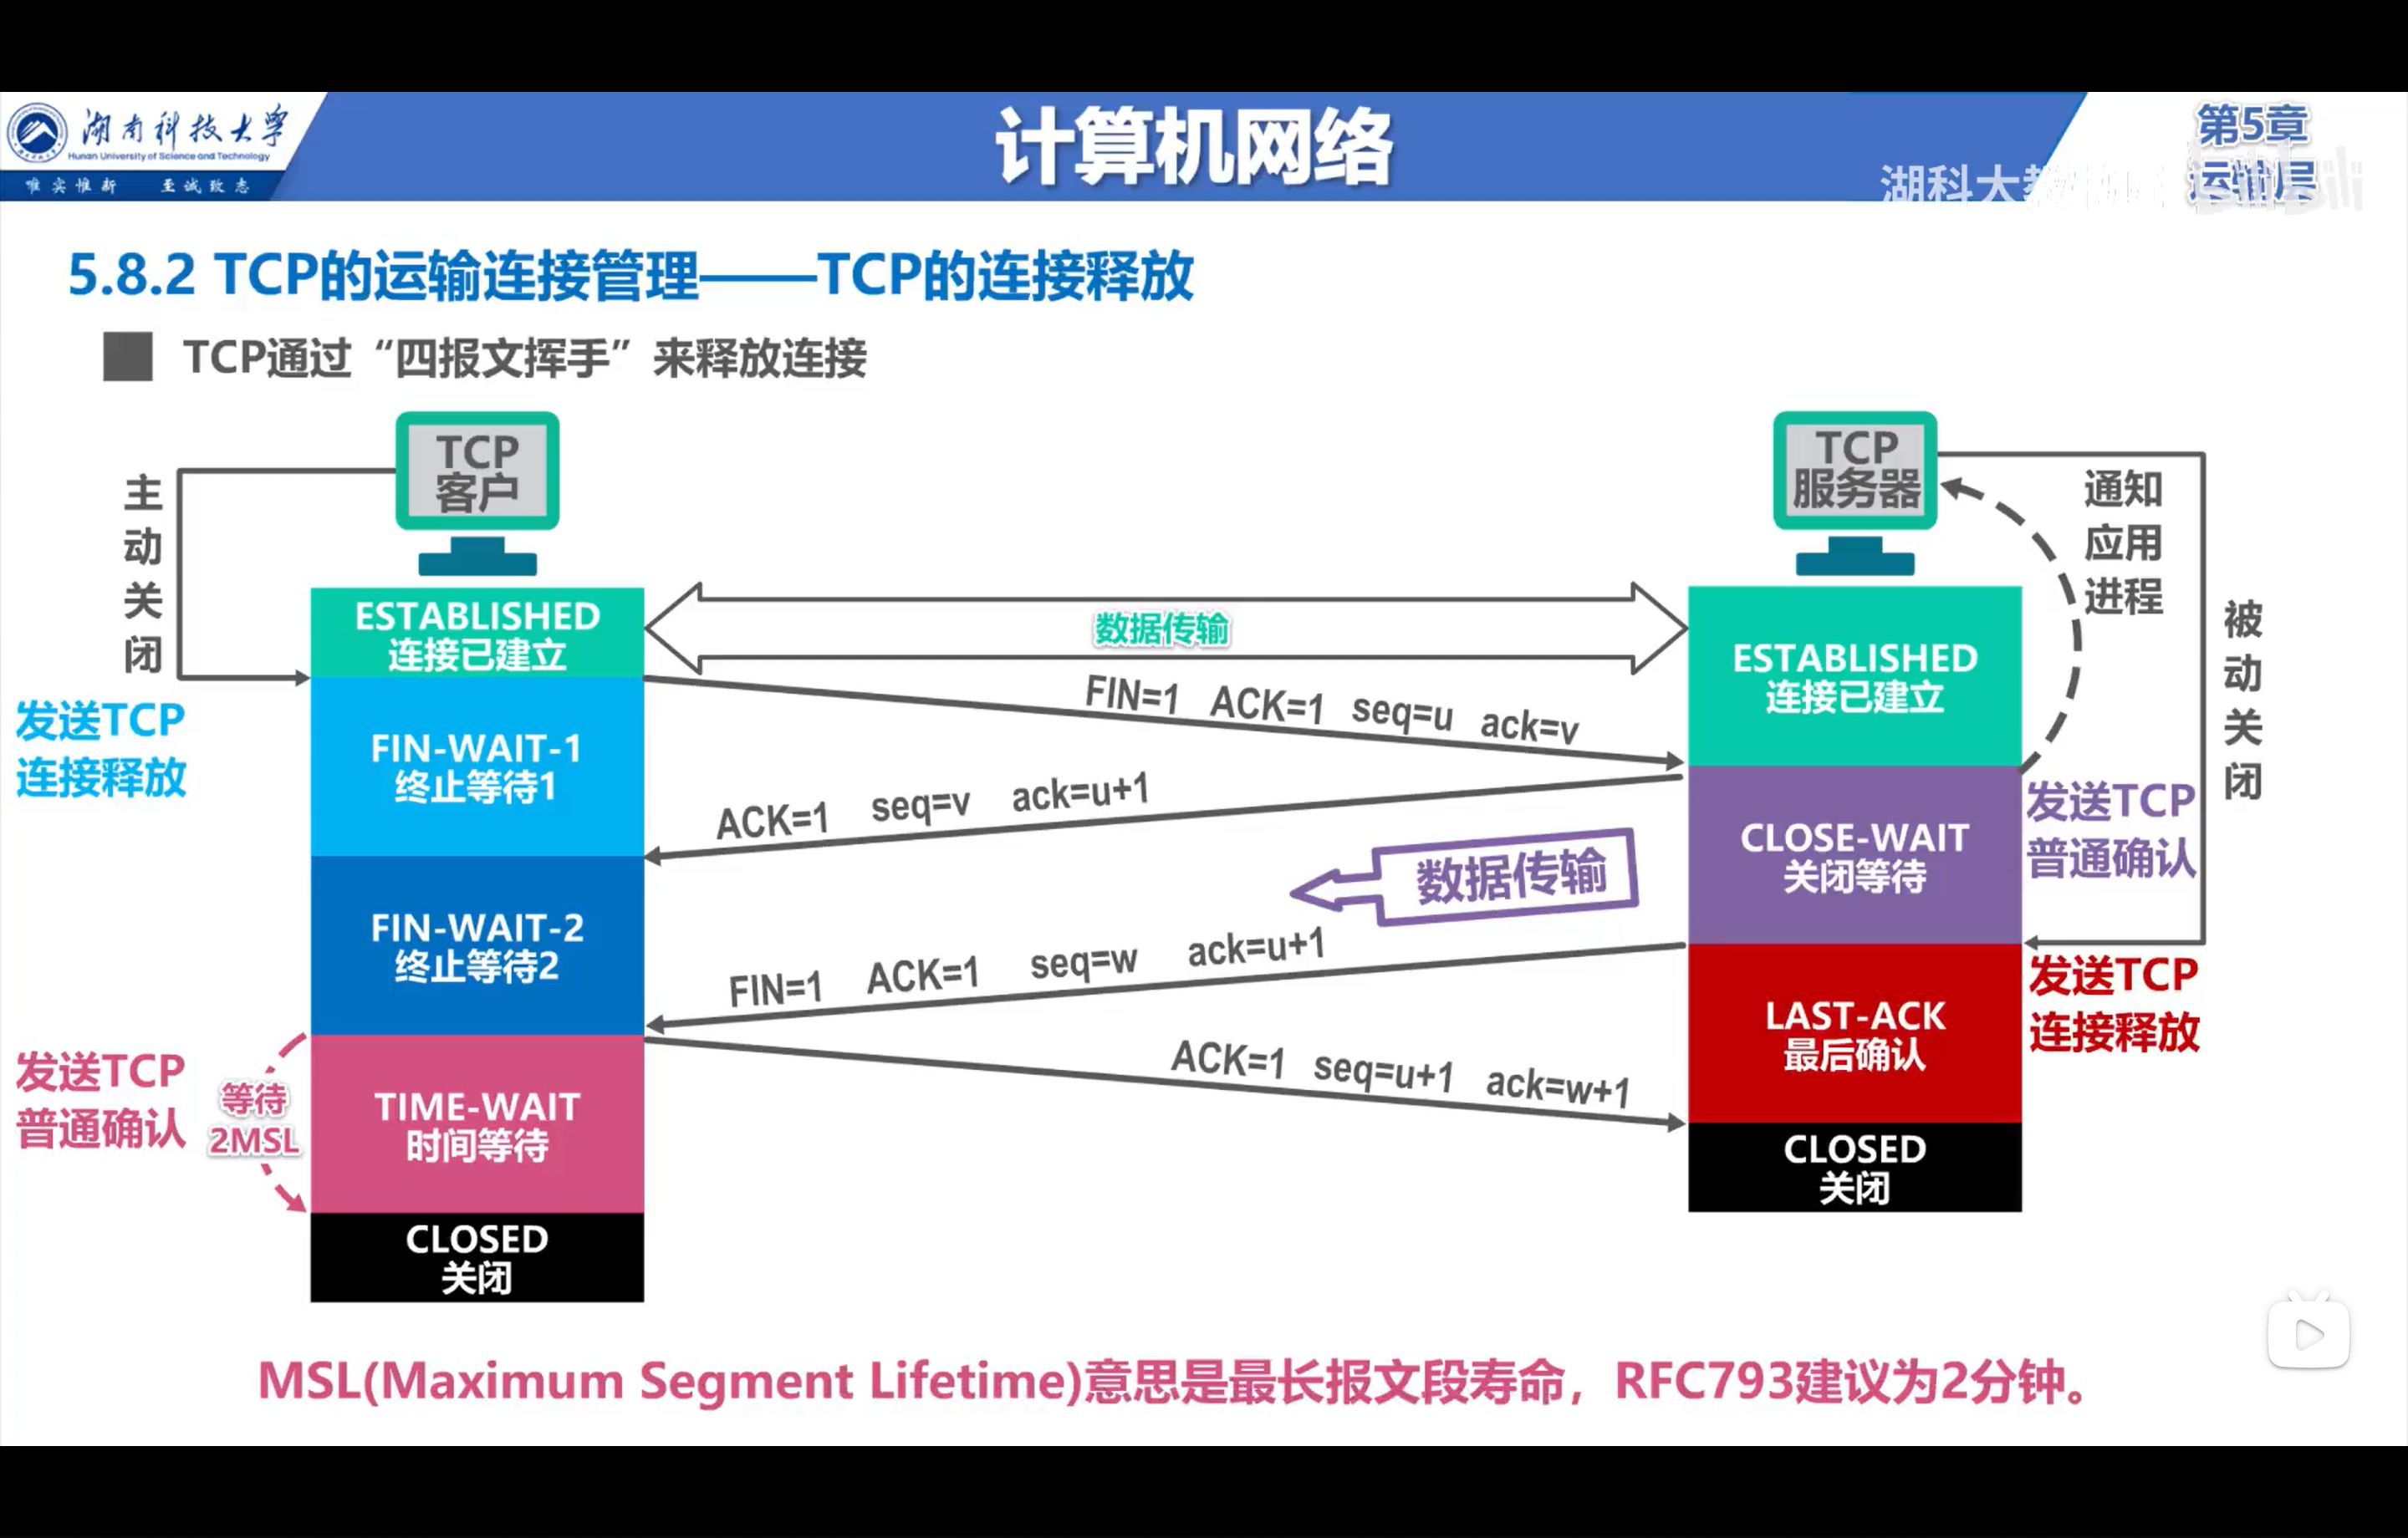 湖南科技大学
Hunan University of Science and Technology
唯实惟新 至诚致志
计算机网络
第5章
运输层
湖科大教书匠
bilibili
5.8.2 TCP的运输连接管理——TCP的连接释放
TCP通过“四报文挥手”来释放连接
TCP
客户
TCP
服务器
主动关闭
通知
应用
进程
被动关闭
ESTABLISHED
连接已建立
数据传输
ESTABLISHED
连接已建立
FIN=1 ACK=1 seq=u ack=v
发送TCP
连接释放
FIN-WAIT-1
终止等待1
ACK=1 seq=v ack=u+1
CLOSE-WAIT
关闭等待
发送TCP
普通确认
数据传输
FIN-WAIT-2
终止等待2
FIN=1 ACK=1 seq=w ack=u+1
LAST-ACK
最后确认
发送TCP
连接释放
发送TCP
普通确认
等待
2MSL
TIME-WAIT
时间等待
ACK=1 seq=u+1 ack=w+1
CLOSED
关闭
CLOSED
关闭
MSL(Maximum Segment Lifetime)意思是最长报文段寿命，RFC793建议为2分钟。